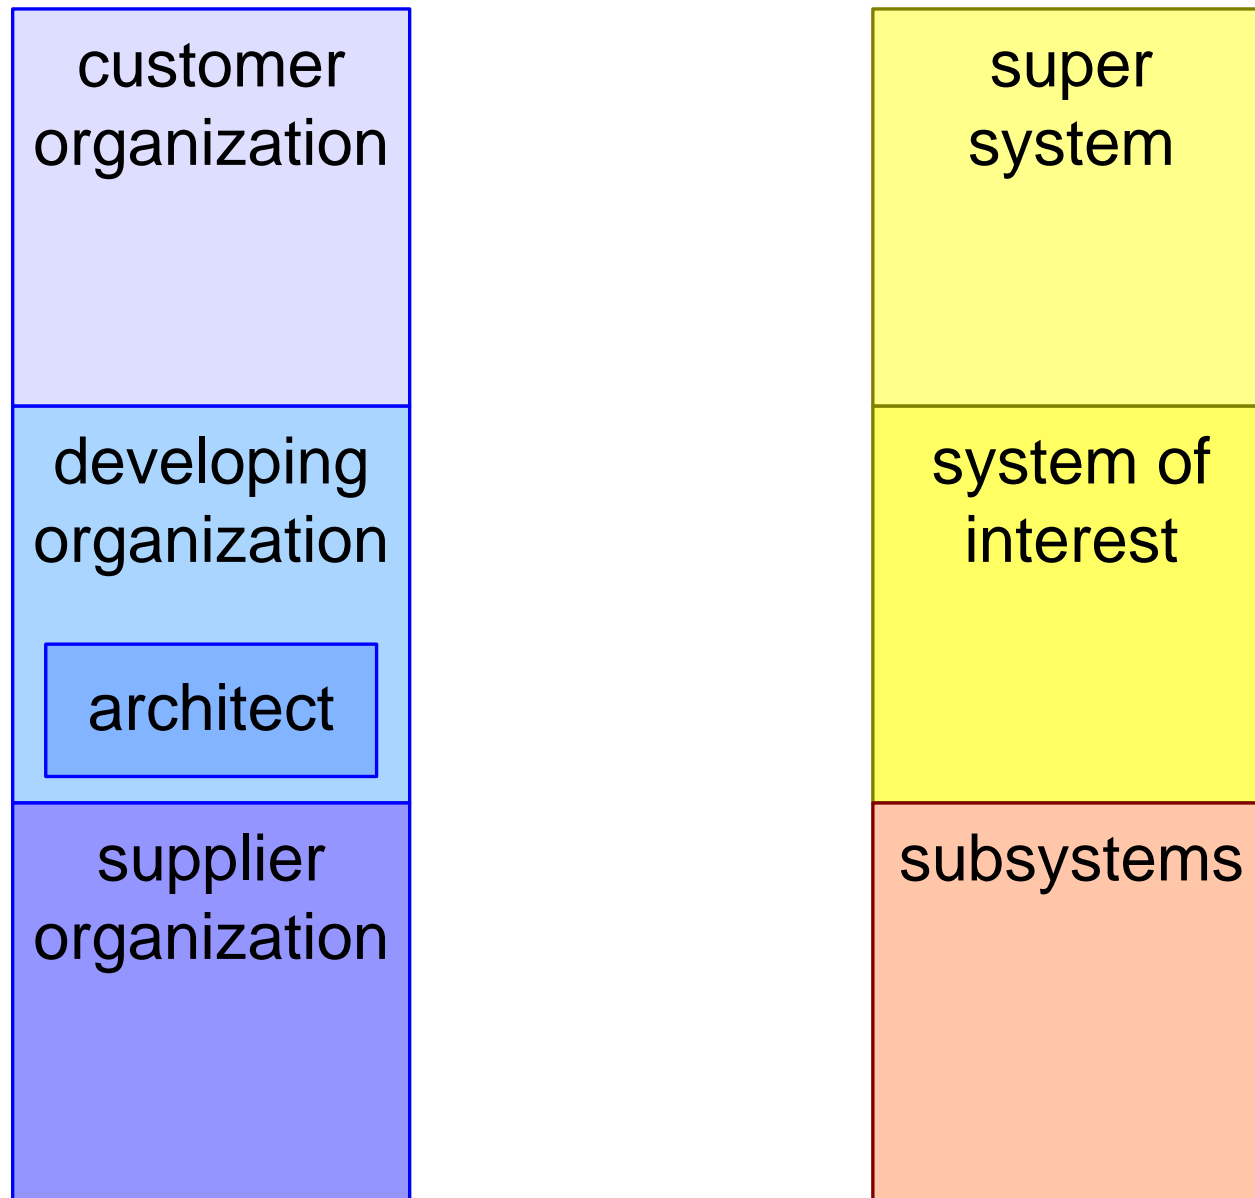 customer
organization
developing
organization
architect
supplier
organization
super
system
system of
interest
subsystems